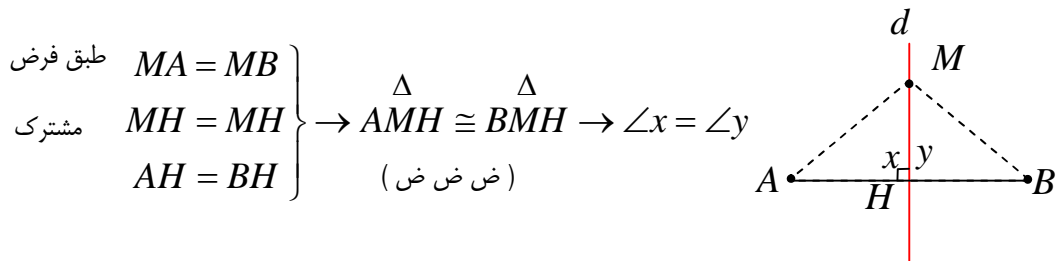 طبق فرض MA = MB
مشترک MH = MH
AH = BH
→ AMH ≅ BMH → ∠x = ∠y
Δ Δ
( ض ض ض )
d
M
x y
A H B